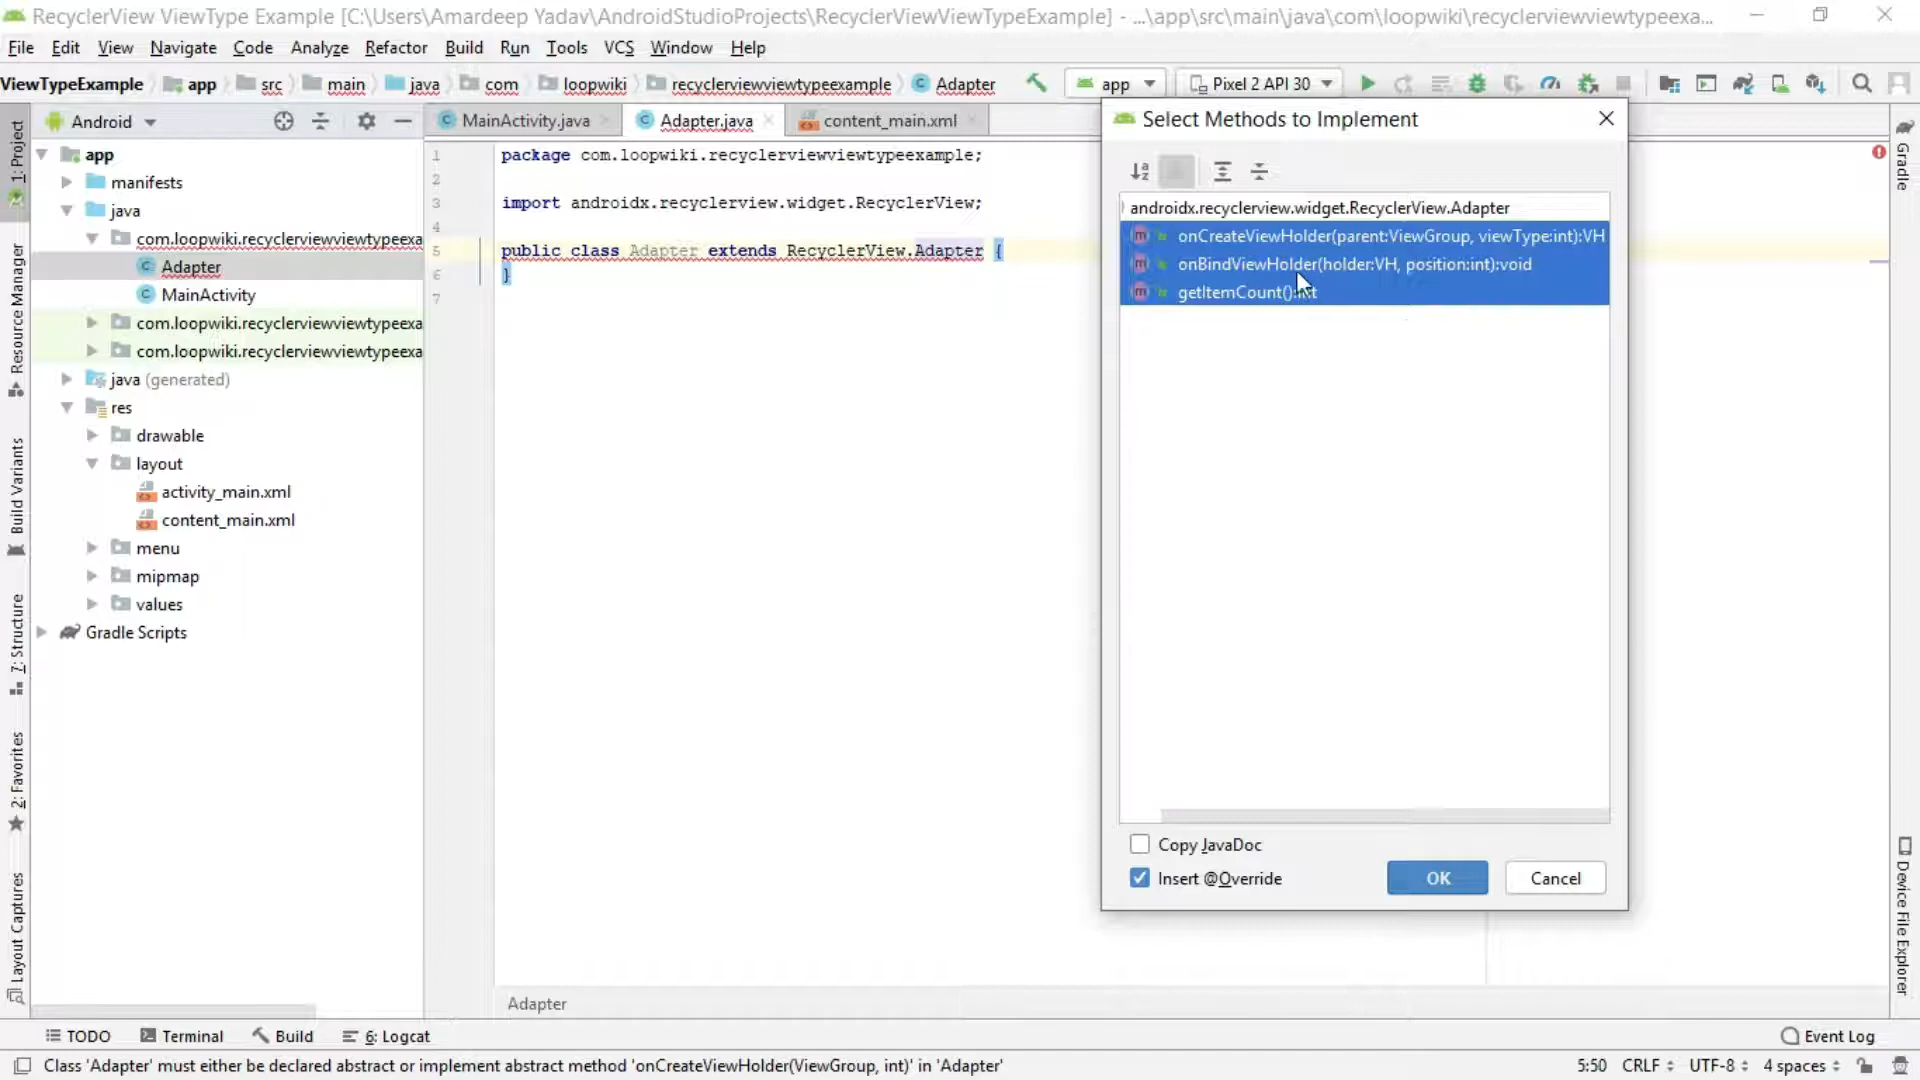 RecyclerView ViewType Example [C:\Users\Amardeep Yadav\AndroidStudioProjects\RecyclerViewViewTypeExample] - ...\app\src\main\java\com\loopwiki\recyclerviewviewtypeexa...
File Edit View Navigate Code Analyze Refactor Build Run Tools VCS Window Help
ViewTypeExample app src main java com loopwiki recyclerviewviewtypeexample Adapter app Pixel 2 API 30
Android
MainActivity.java Adapter.java content_main.xml
1: Project
Resource Manager
Build Variants
7: Structure
2: Favorites
Layout Captures
app
manifests
java
com.loopwiki.recyclerviewviewtypeexa
Adapter
MainActivity
com.loopwiki.recyclerviewviewtypeexa
com.loopwiki.recyclerviewviewtypeexa
java (generated)
res
drawable
layout
activity_main.xml
content_main.xml
menu
mipmap
values
Gradle Scripts
1 package com.loopwiki.recyclerviewviewtypeexample;
2
3 import androidx.recyclerview.widget.RecyclerView;
4
5 public class Adapter extends RecyclerView.Adapter {
6 }
7
Adapter
Select Methods to Implement
androidx.recyclerview.widget.RecyclerView.Adapter
onCreateViewHolder(parent:ViewGroup, viewType:int):VH
onBindViewHolder(holder:VH, position:int):void
getItemCount():int
Copy JavaDoc
Insert @Override
OK Cancel
Gradle
Device File Explorer
TODO Terminal Build 6: Logcat Event Log
Class 'Adapter' must either be declared abstract or implement abstract method 'onCreateViewHolder(ViewGroup, int)' in 'Adapter' 5:50 CRLF UTF-8 4 spaces